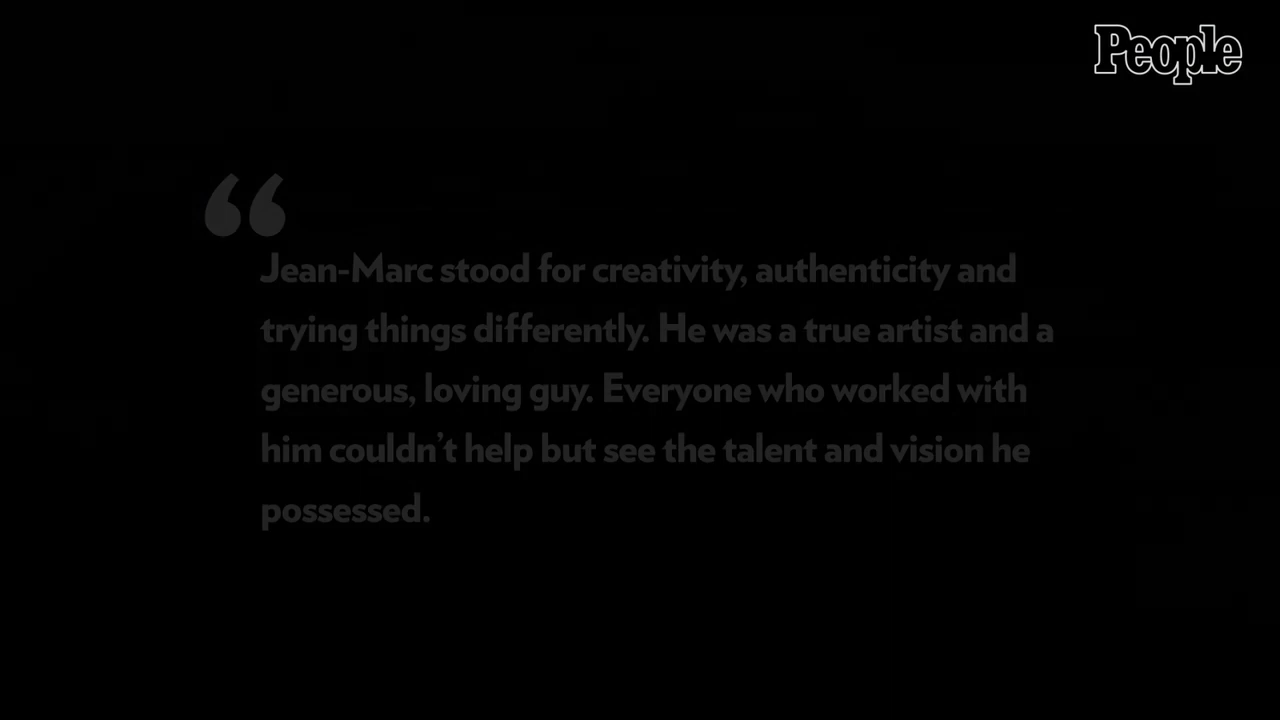 People
“
Jean-Marc stood for creativity, authenticity and
trying things differently. He was a true artist and a
generous, loving guy. Everyone who worked with
him couldn’t help but see the talent and vision he
possessed.